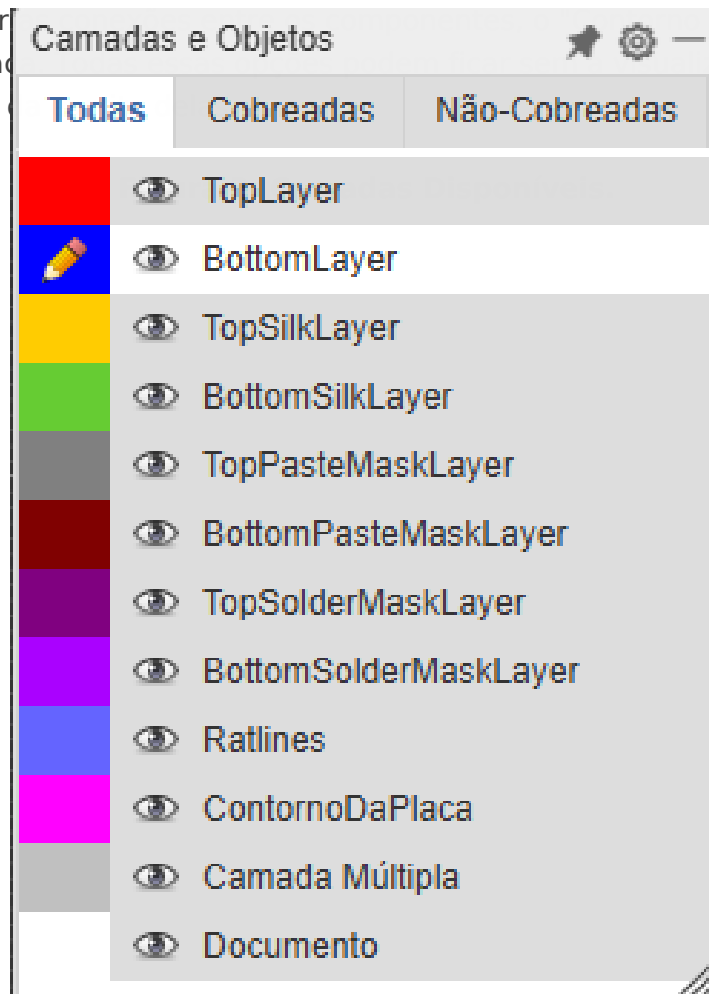 Camadas e Objetos
Todas Cobreadas Não-Cobreadas
TopLayer
BottomLayer
TopSilkLayer
BottomSilkLayer
TopPasteMaskLayer
BottomPasteMaskLayer
TopSolderMaskLayer
BottomSolderMaskLayer
Ratlines
ContornoDaPlaca
Camada Múltipla
Documento